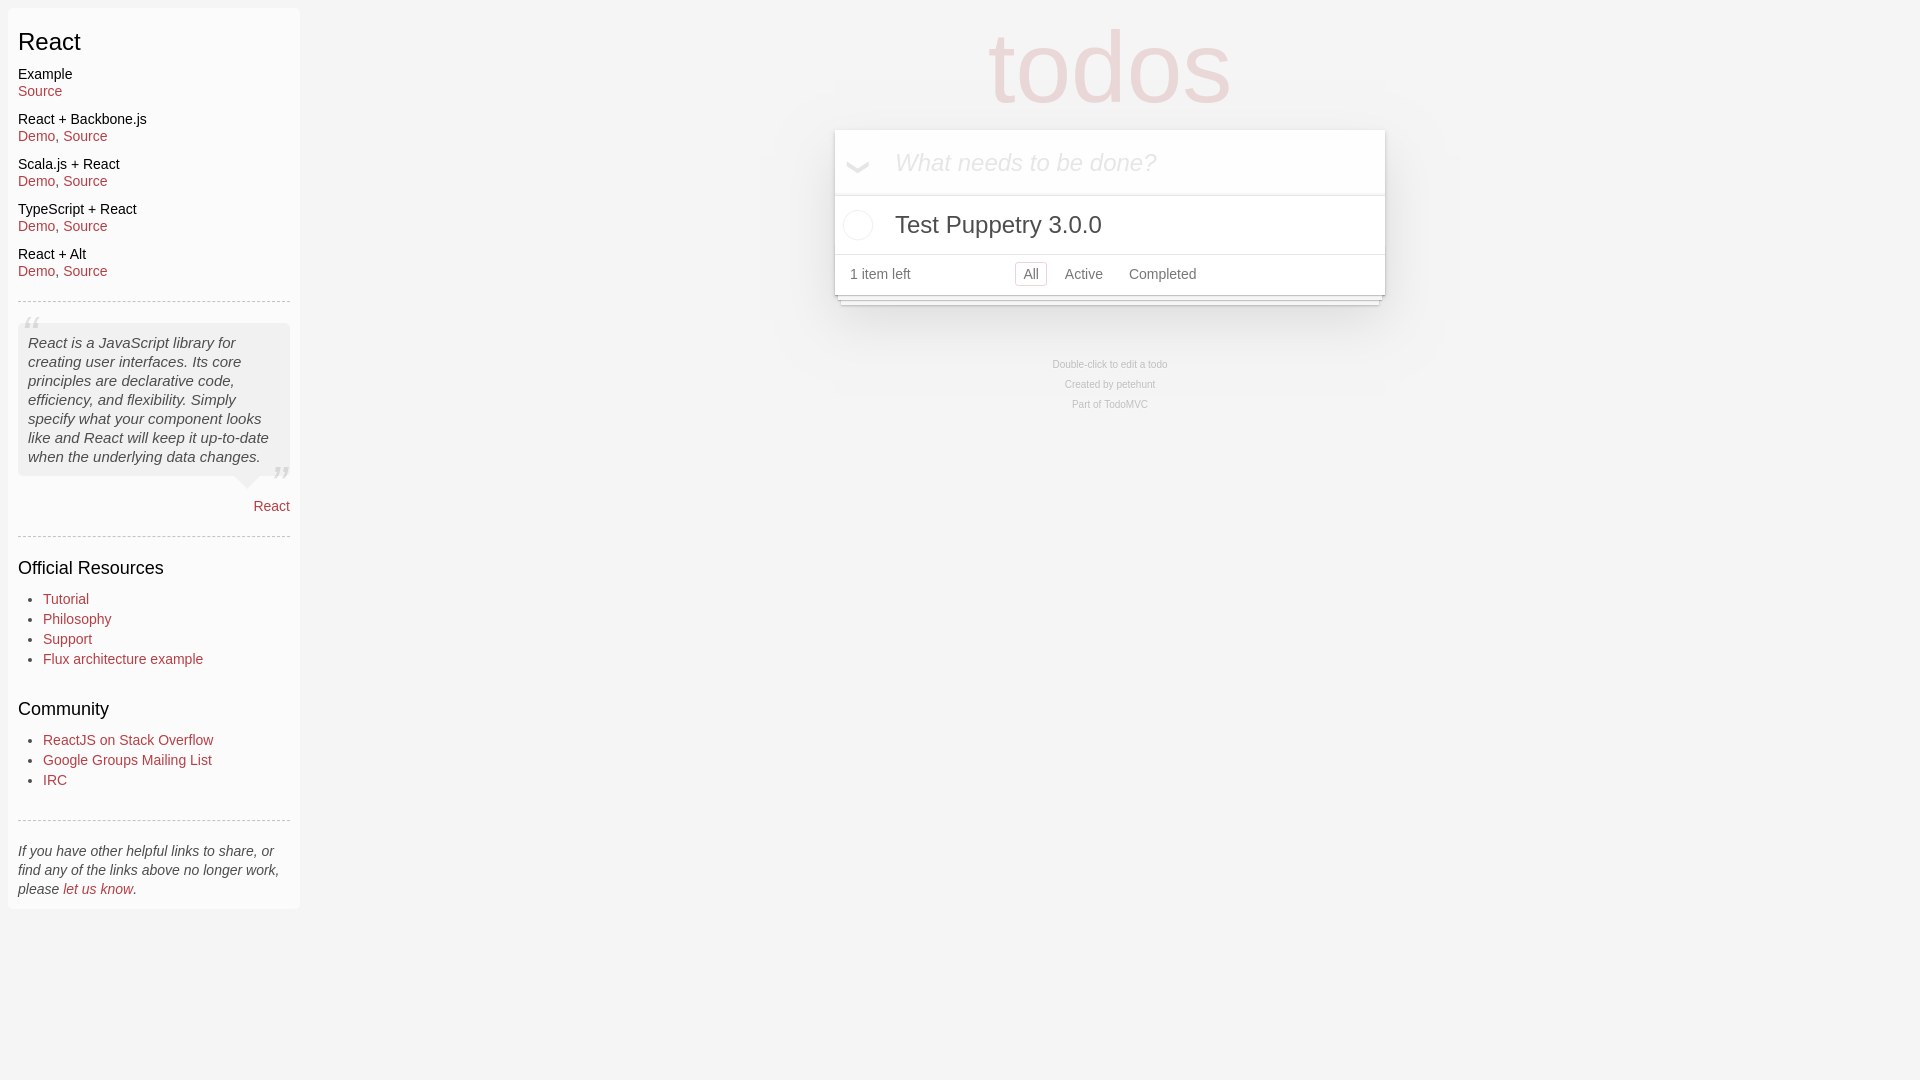 React
Example
Source
React + Backbone.js
Demo, Source
Scala.js + React
Demo, Source
TypeScript + React
Demo, Source
React + Alt
Demo, Source
“
React is a JavaScript library for
creating user interfaces. Its core
principles are declarative code,
efficiency, and flexibility. Simply
specify what your component looks
like and React will keep it up-to-date
when the underlying data changes.
”
React
Official Resources
Tutorial
Philosophy
Support
Flux architecture example
Community
ReactJS on Stack Overflow
Google Groups Mailing List
IRC
If you have other helpful links to share, or
find any of the links above no longer work,
please let us know.
todos
What needs to be done?
Test Puppetry 3.0.0
1 item left All Active Completed
Double-click to edit a todo
Created by petehunt
Part of TodoMVC